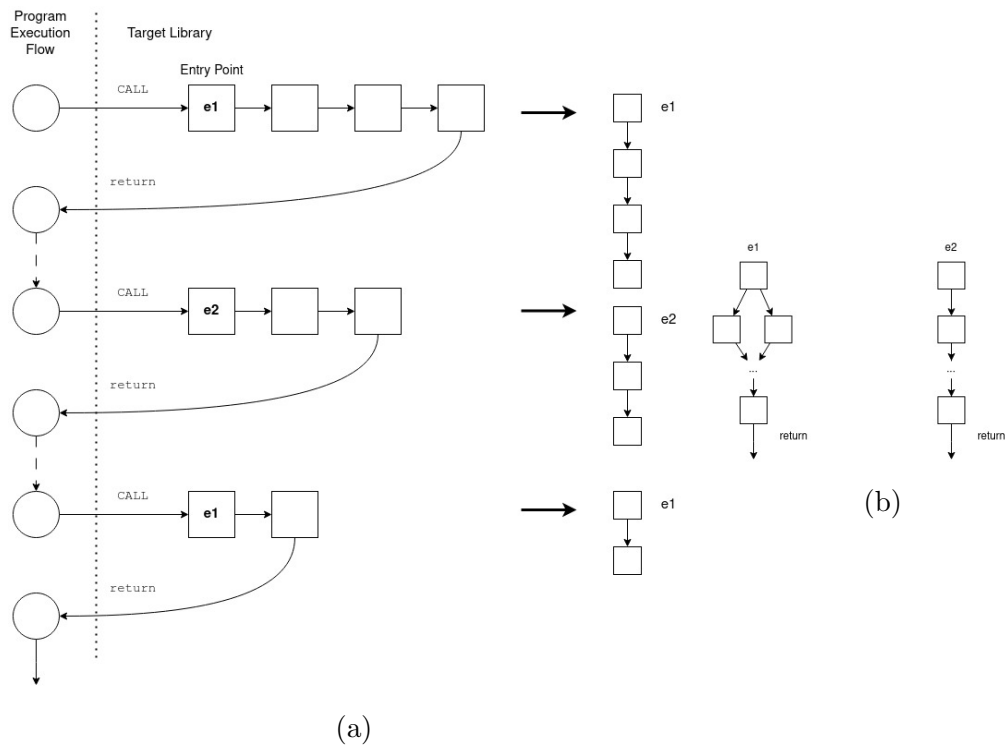 Program
Execution
Flow
Target Library
Entry Point
CALL
e1
e1
return
CALL
e2
e2
return
CALL
e1
e1
return
e1
...
return
e2
...
return
(a)
(b)